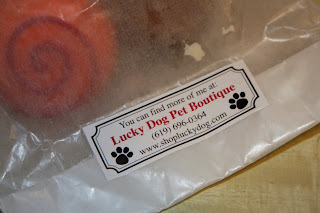 You can find more of me at:
Lucky Dog Pet Boutique
(619) 696-0364
www.shopluckydog.com